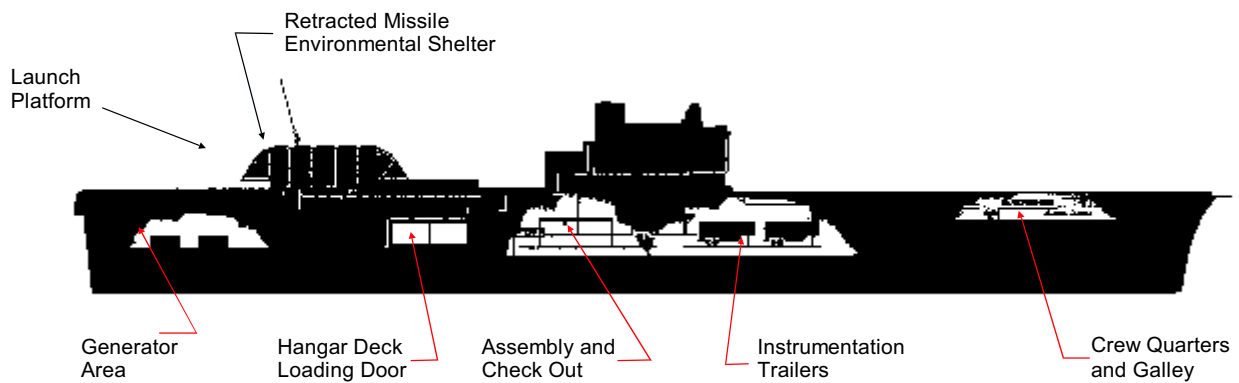 Retracted Missile
Environmental Shelter
Launch
Platform
Generator
Area
Hangar Deck
Loading Door
Assembly and
Check Out
Instrumentation
Trailers
Crew Quarters
and Galley